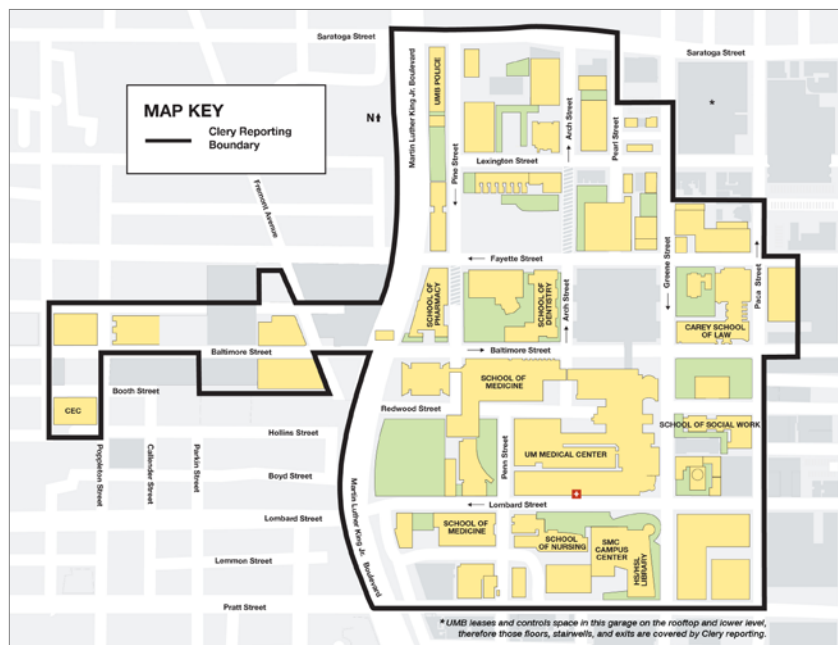 Saratoga Street
Saratoga Street
Martin Luther King Jr. Boulevard
UMB POLICE
MAP KEY
Clery Reporting
Boundary
N
*
Arch Street
Pearl Street
Lexington Street
Pine Street
Fremont Avenue
Fayette Street
Greene Street
Paca Street
SCHOOL OF
PHARMACY
SCHOOL OF
DENTISTRY
Arch Street
CAREY SCHOOL
OF LAW
Baltimore Street
Baltimore Street
SCHOOL OF
MEDICINE
Booth Street
CEC
Redwood Street
SCHOOL OF SOCIAL WORK
Hollins Street
Poppleton Street
Callender Street
Parkin Street
Penn Street
UM MEDICAL CENTER
Boyd Street
Martin Luther King Jr. Boulevard
Lombard Street
Lombard Street
SCHOOL OF
MEDICINE
SCHOOL
OF NURSING
SMC
CAMPUS
CENTER
HS/HSL
LIBRARY
Lemmon Street
Pratt Street
* UMB leases and controls space in this garage on the rooftop and lower level,
therefore those floors, stairwells, and exits are covered by Clery reporting.